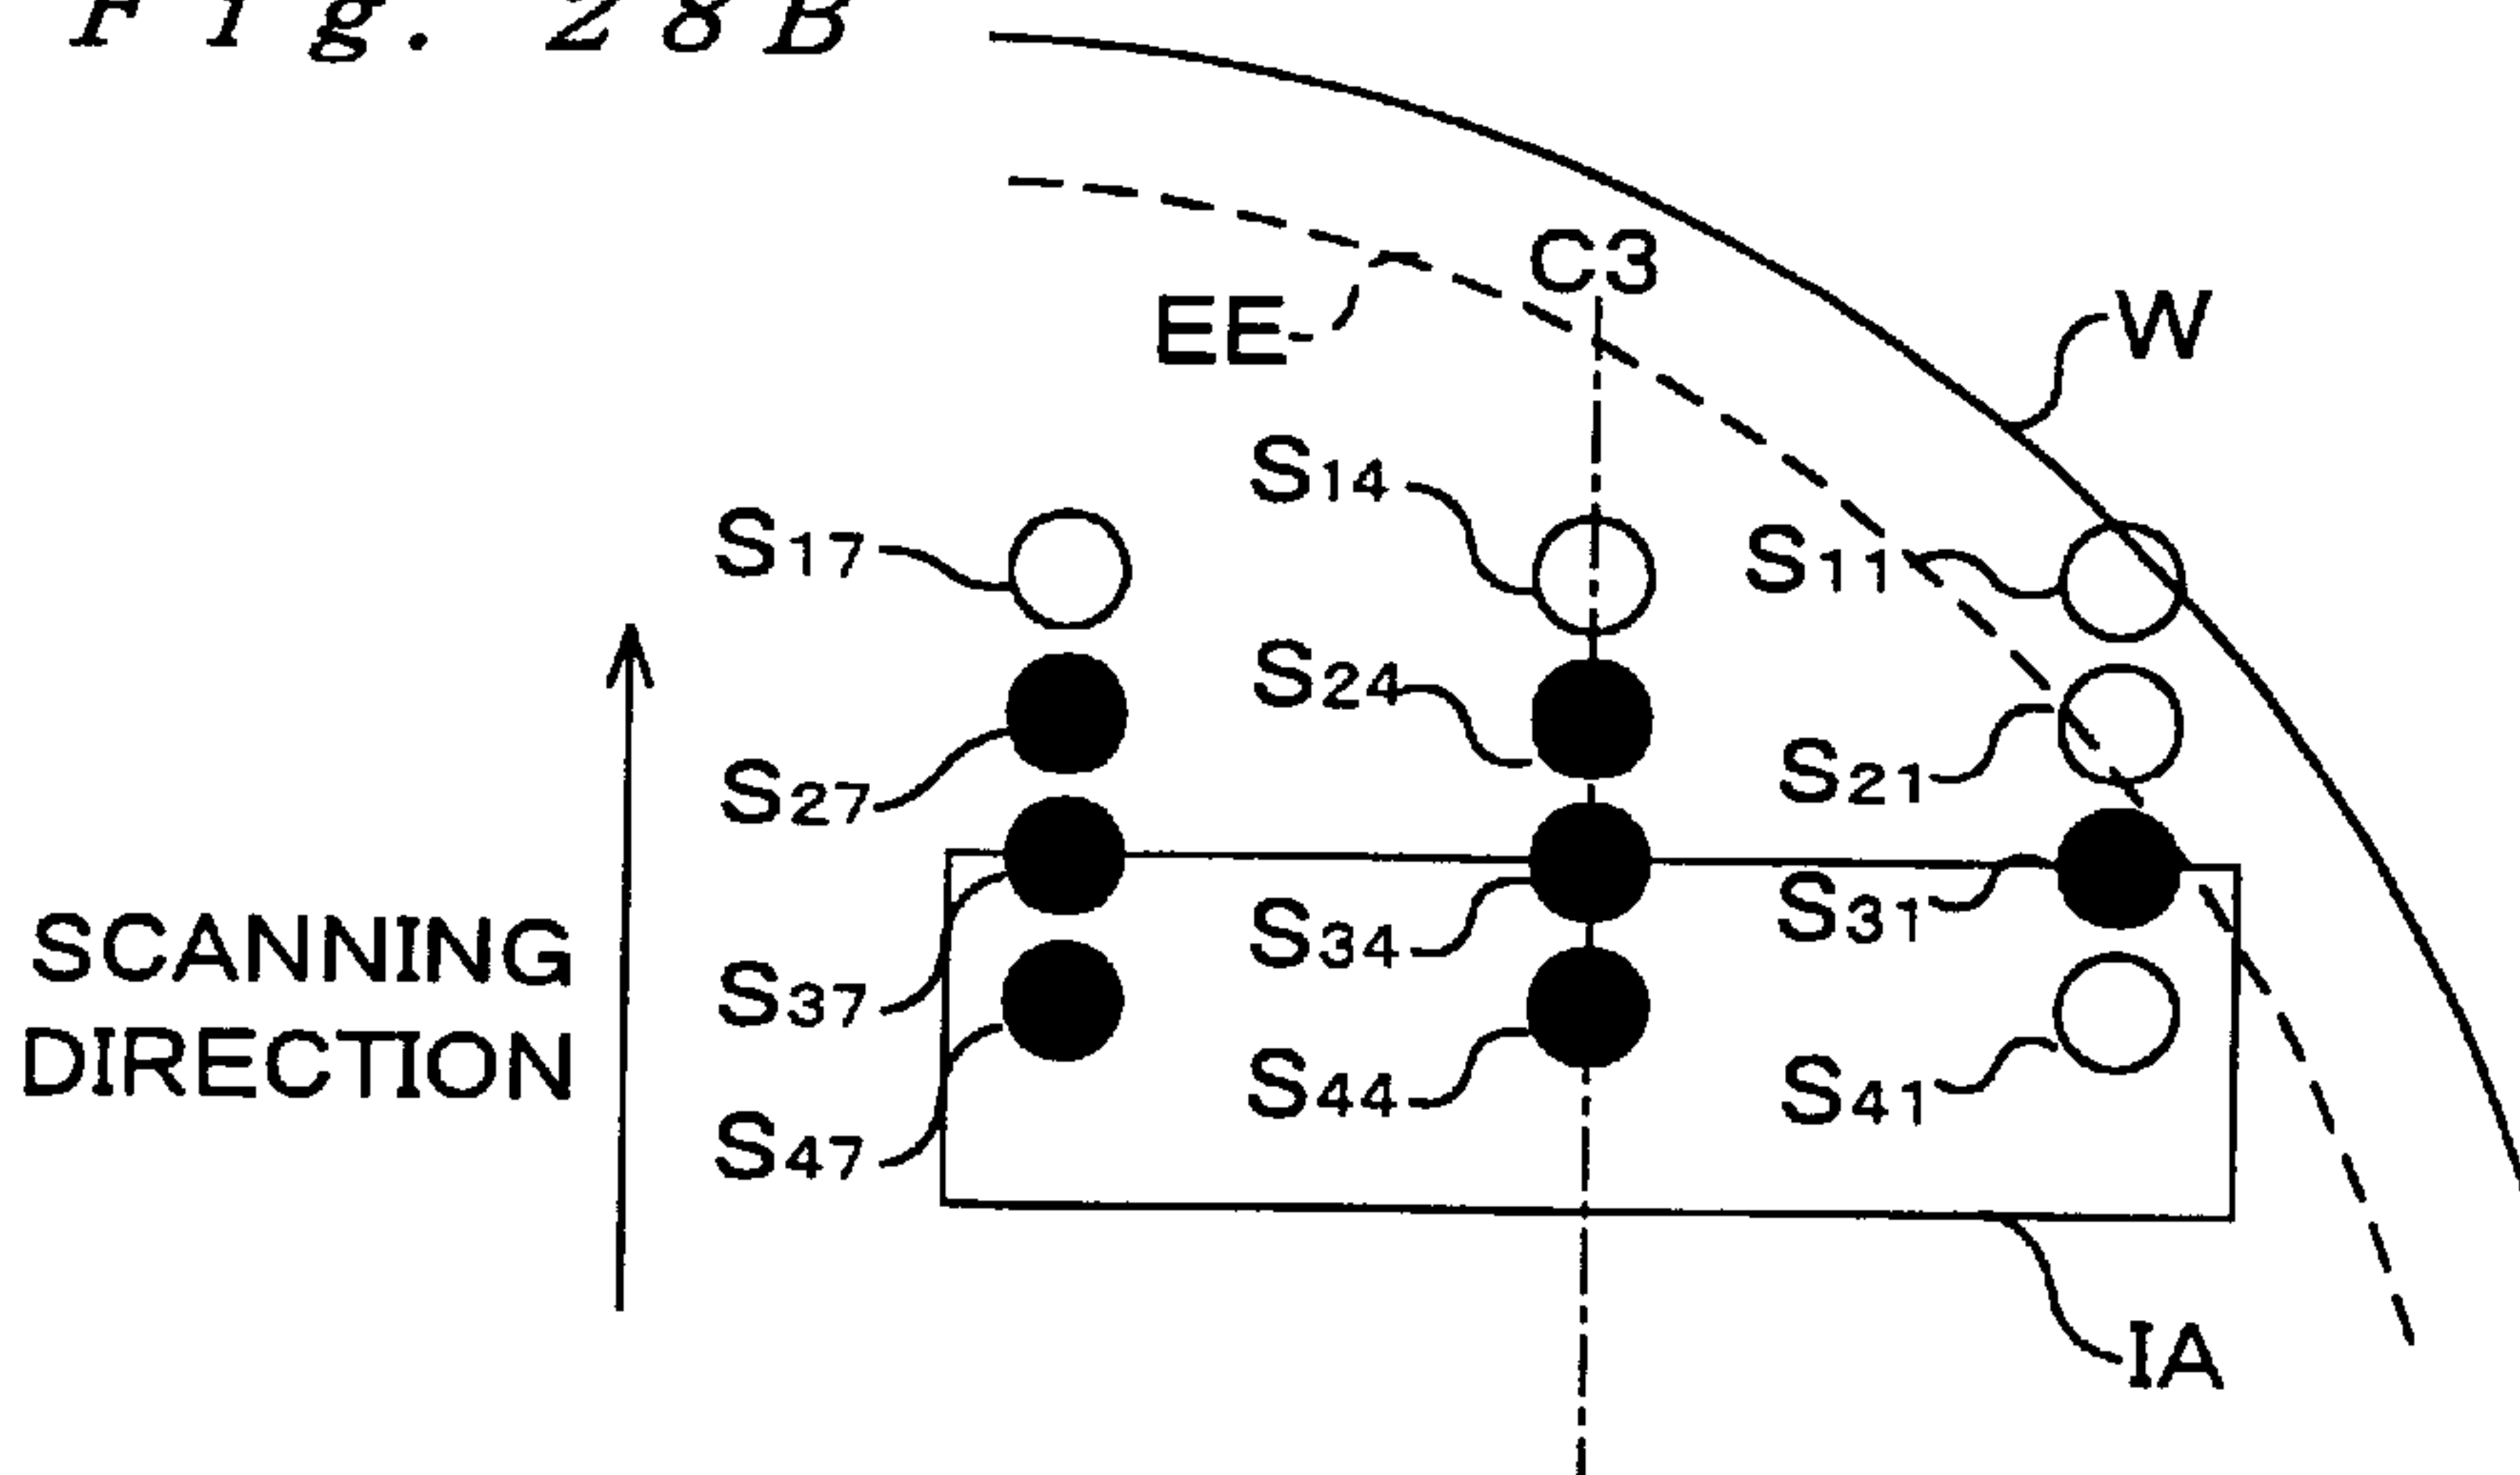 Fig. 28B
C3
EE
W
S14
S17
S11
S24
S21
S27
S31
S34
SCANNING
DIRECTION
S37
S44
S41
S47
IA